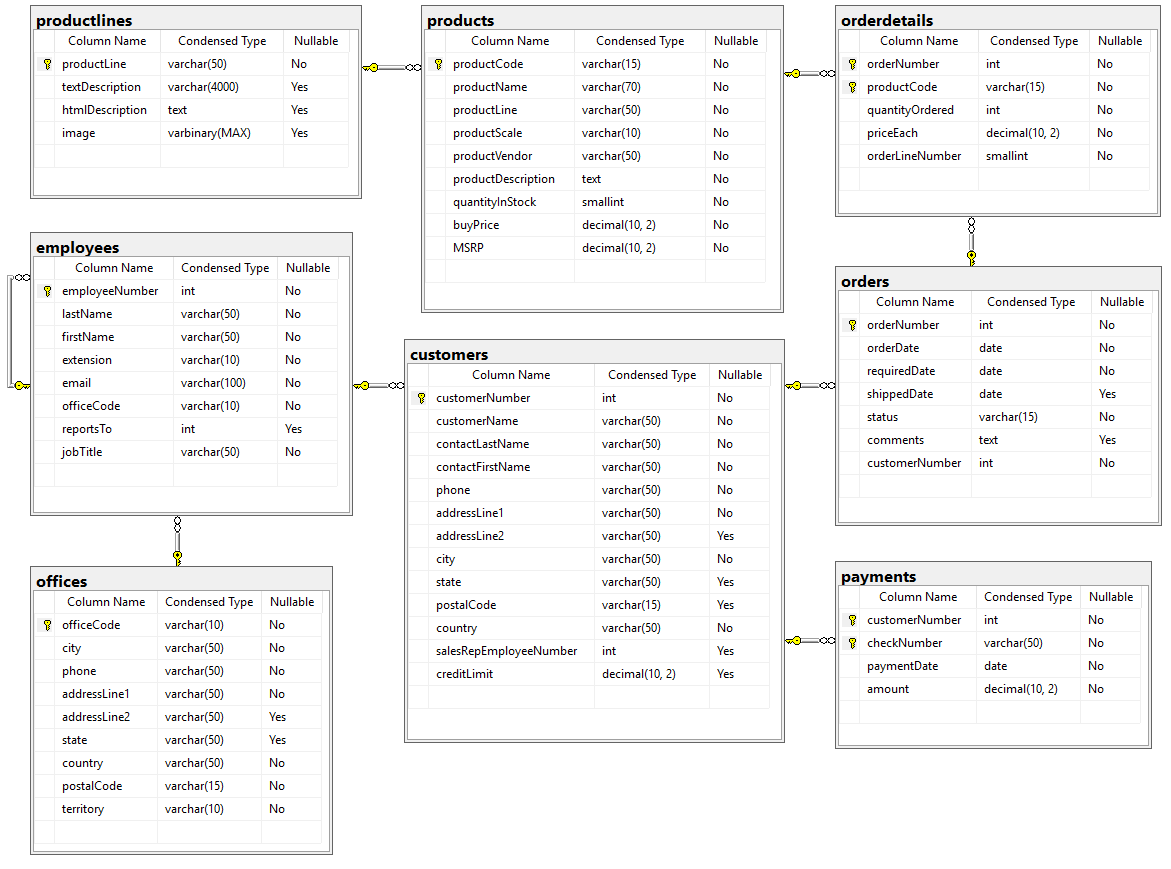 productlines
Column Name Condensed Type Nullable
productLine varchar(50) No
textDescription varchar(4000) Yes
htmlDescription text Yes
image varbinary(MAX) Yes
products
Column Name Condensed Type Nullable
productCode varchar(15) No
productName varchar(70) No
productLine varchar(50) No
productScale varchar(10) No
productVendor varchar(50) No
productDescription text No
quantityInStock smallint No
buyPrice decimal(10, 2) No
MSRP decimal(10, 2) No
orderdetails
Column Name Condensed Type Nullable
orderNumber int No
productCode varchar(15) No
quantityOrdered int No
priceEach decimal(10, 2) No
orderLineNumber smallint No
employees
Column Name Condensed Type Nullable
employeeNumber int No
lastName varchar(50) No
firstName varchar(50) No
extension varchar(10) No
email varchar(100) No
officeCode varchar(10) No
reportsTo int Yes
jobTitle varchar(50) No
customers
Column Name Condensed Type Nullable
customerNumber int No
customerName varchar(50) No
contactLastName varchar(50) No
contactFirstName varchar(50) No
phone varchar(50) No
addressLine1 varchar(50) No
addressLine2 varchar(50) Yes
city varchar(50) No
state varchar(50) Yes
postalCode varchar(15) Yes
country varchar(50) No
salesRepEmployeeNumber int Yes
creditLimit decimal(10, 2) Yes
orders
Column Name Condensed Type Nullable
orderNumber int No
orderDate date No
requiredDate date No
shippedDate date Yes
status varchar(15) No
comments text Yes
customerNumber int No
offices
Column Name Condensed Type Nullable
officeCode varchar(10) No
city varchar(50) No
phone varchar(50) No
addressLine1 varchar(50) No
addressLine2 varchar(50) Yes
state varchar(50) Yes
country varchar(50) No
postalCode varchar(15) No
territory varchar(10) No
payments
Column Name Condensed Type Nullable
customerNumber int No
checkNumber varchar(50) No
paymentDate date No
amount decimal(10, 2) No